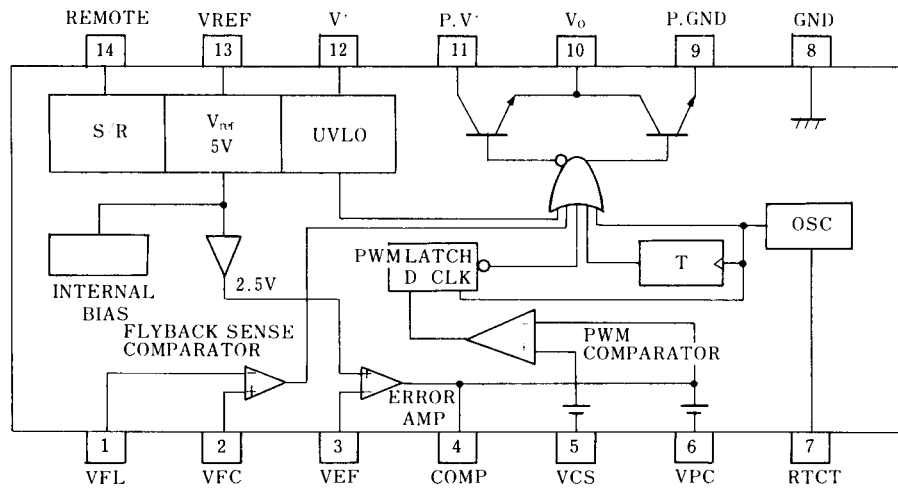 REMOTE VREF V⁺ P.V⁺ V₀ P.GND GND
14 13 12 11 10 9 8
S/R
Vref
5V
UVLO
OSC
PWM LATCH
D CLK
T
INTERNAL
BIAS
2.5V
FLYBACK SENSE
COMPARATOR
PWM
COMPARATOR
- +
- +
+ -
ERROR
AMP
1 2 3 4 5 6 7
VFL VFC VEF COMP VCS VPC RTCT